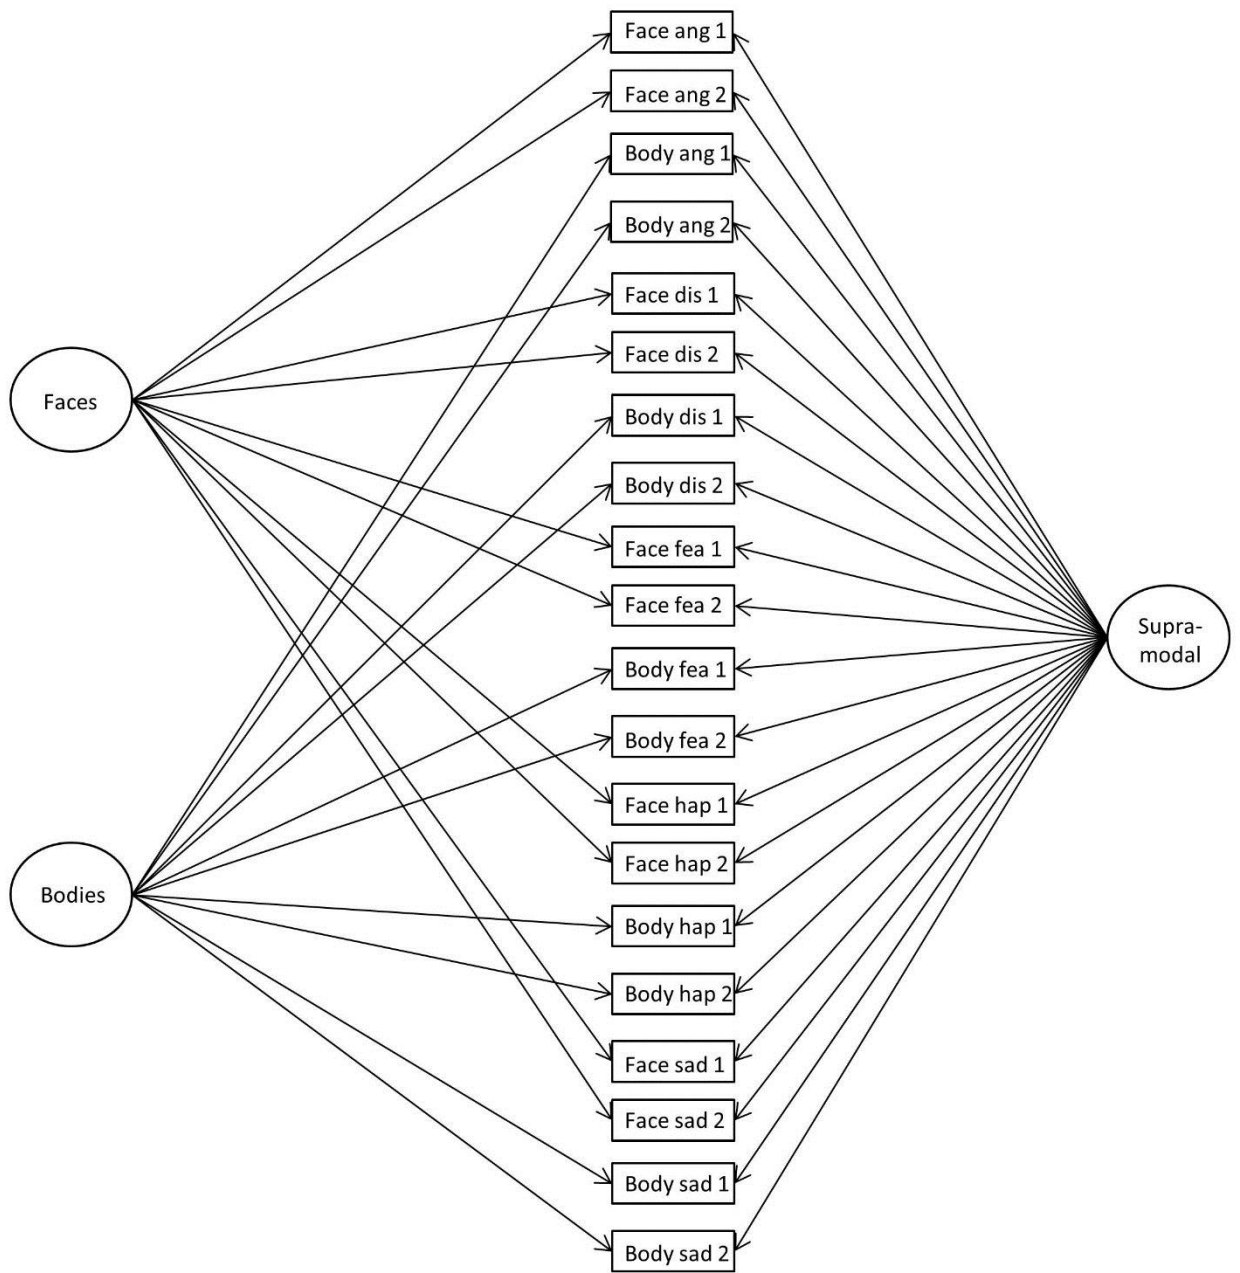 Face ang 1
Face ang 2
Body ang 1
Body ang 2
Face dis 1
Face dis 2
Faces
Body dis 1
Body dis 2
Face fea 1
Face fea 2
Supra-
modal
Body fea 1
Body fea 2
Face hap 1
Face hap 2
Bodies
Body hap 1
Body hap 2
Face sad 1
Face sad 2
Body sad 1
Body sad 2